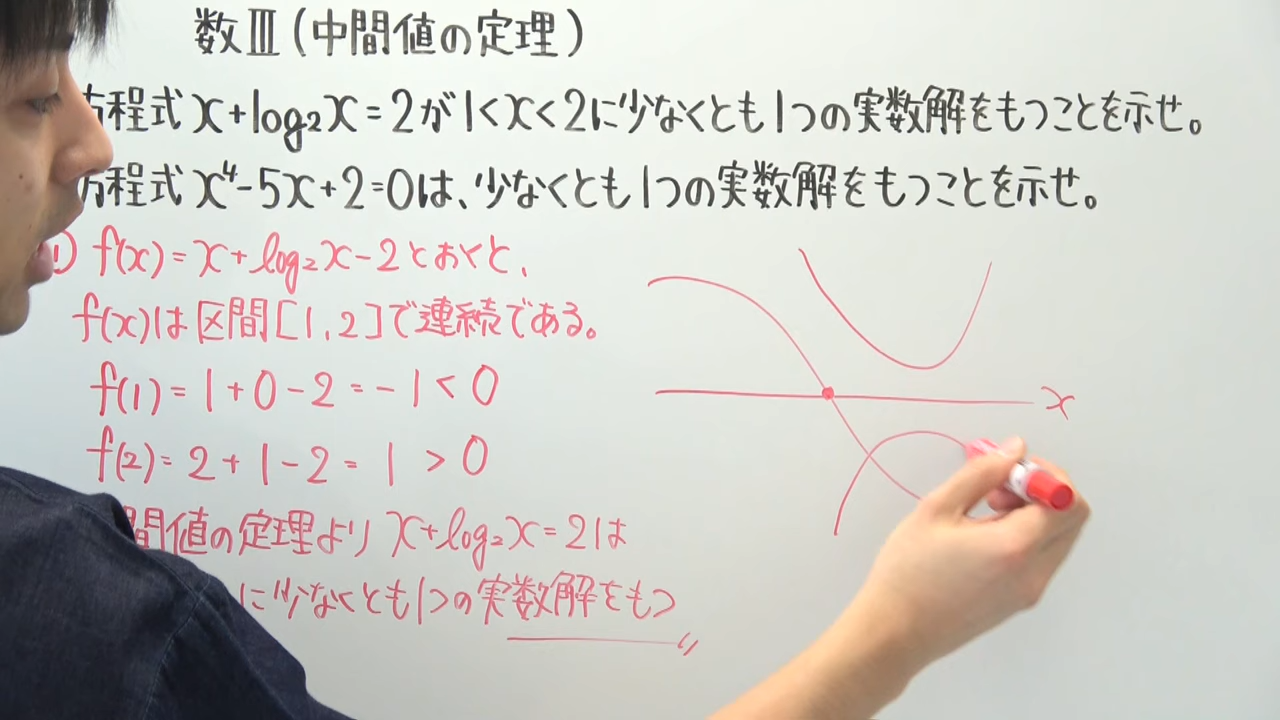 数Ⅲ(中間値の定理)
方程式x+log₂x=2が1<x<2に少なくとも1つの実数解をもつことを示せ。
方程式x⁴-5x+2=0は、少なくとも1つの実数解をもつことを示せ。
1) f(x)=x+log₂x-2とおくと、
f(x)は区間[1,2]で連続である。
f(1)=1+0-2=-1<0
f(2)=2+1-2=1>0
間値の定理よりx+log₂x=2は
に少なくとも1つの実数解をもつ
x